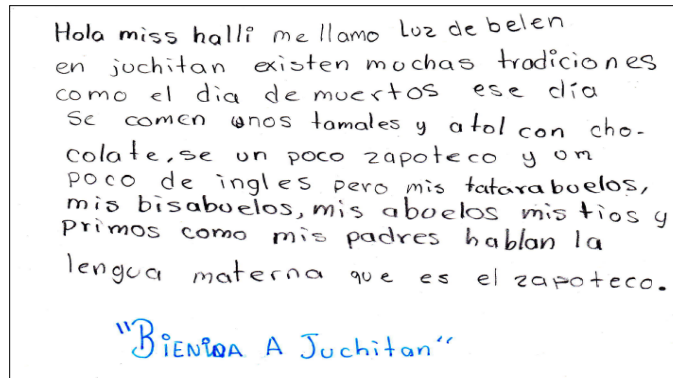 Hola miss halli me llamo Luz de belen
en juchitan existen muchas tradiciones
como el dia de muertos ese día
se comen unos tamales y atol con cho-
colate, se un poco zapoteco y un
poco de ingles pero mis tatarabuelos,
mis bisabuelos, mis abuelos mis tios y
primos como mis padres hablan la
lengua materna que es el zapoteco.
"BIENIDA A Juchitan"